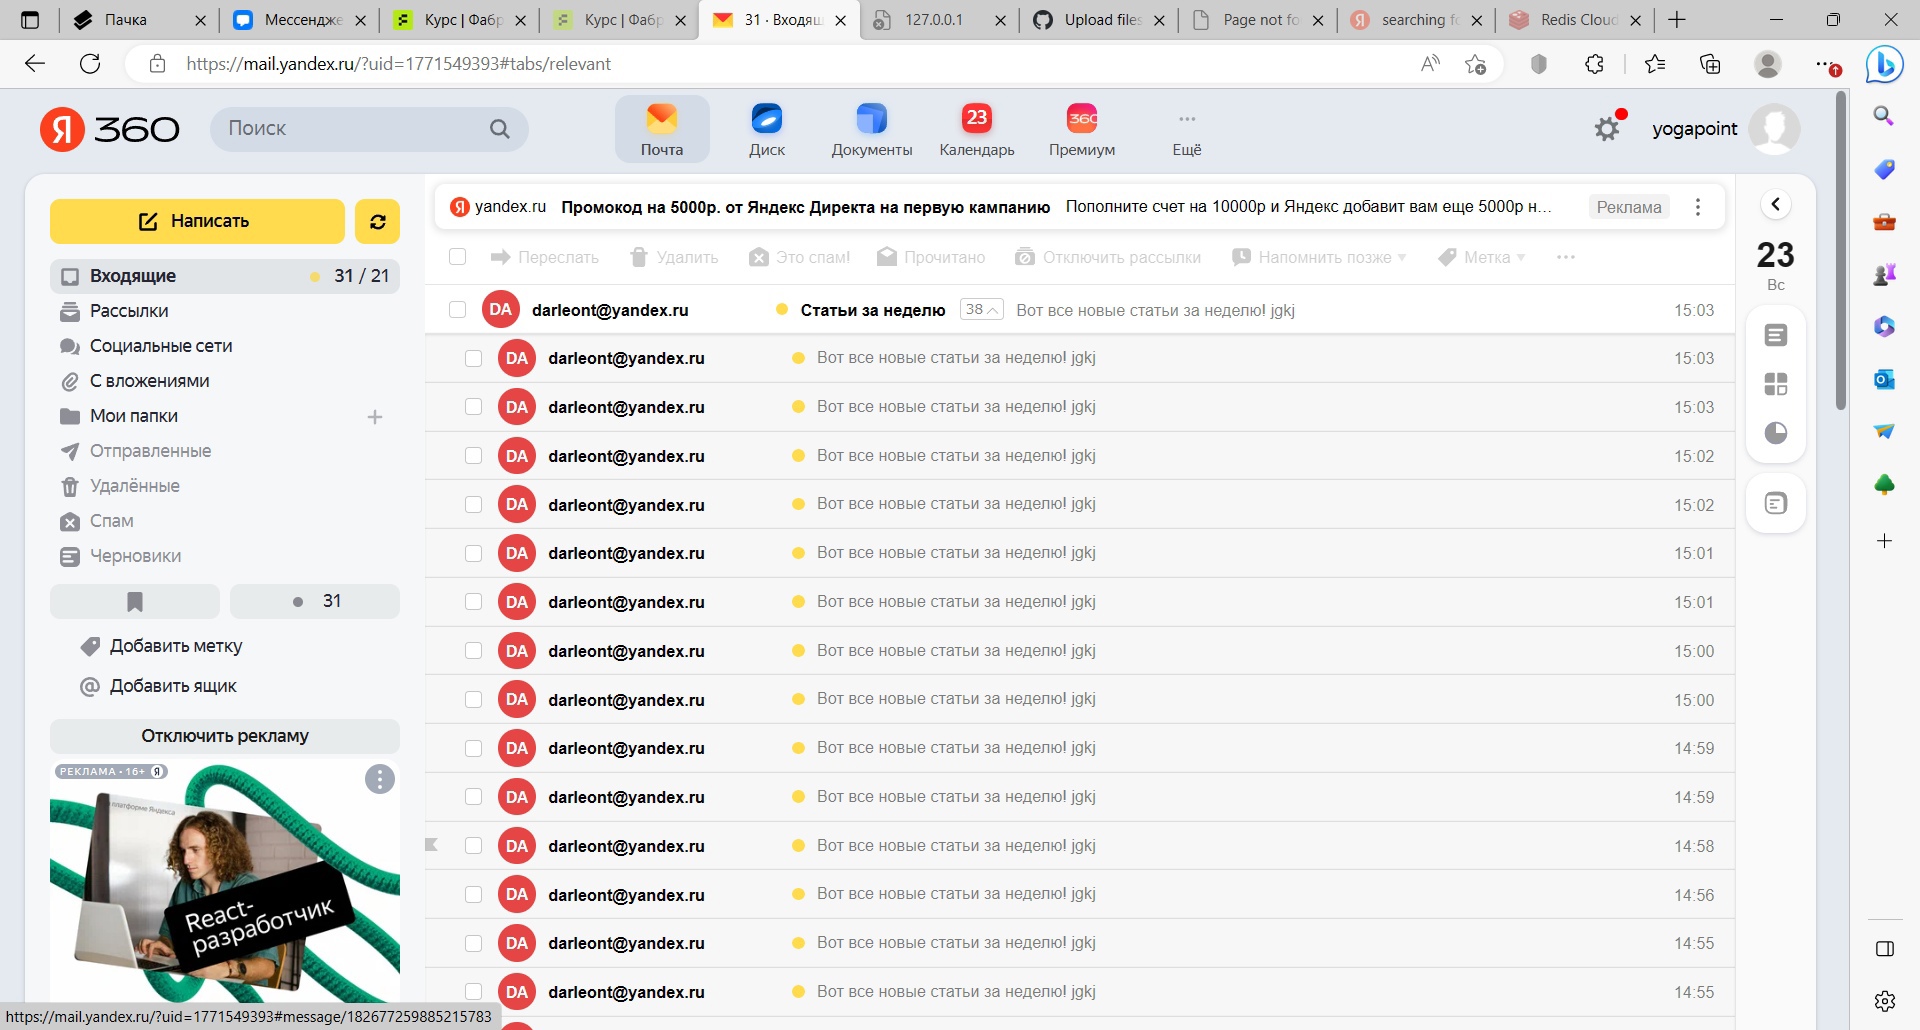 Пачка
Мессендже
Курс | Фабр
Курс | Фабр
31 · Входящ
127.0.0.1
Upload files
Page not fo
searching fo
Redis Cloud
https://mail.yandex.ru/?uid=1771549393#tabs/relevant
Я 360
Поиск
Почта
Диск
Документы
23
Календарь
360
Премиум
Ещё
yogapoint
Написать
Входящие 31 / 21
Рассылки
Социальные сети
С вложениями
Мои папки
Отправленные
Удалённые
Спам
Черновики
31
Добавить метку
Добавить ящик
Отключить рекламу
РЕКЛАМА • 16+ Я
платформе Яндекса
React-
разработчик
https://mail.yandex.ru/?uid=1771549393#message/182677259885215783
Я yandex.ru Промокод на 5000р. от Яндекс Директа на первую кампанию Пополните счет на 10000р и Яндекс добавит вам еще 5000р н... Реклама
Переслать Удалить Это спам! Прочитано Отключить рассылки Напомнить позже Метка
DA darleont@yandex.ru Статьи за неделю 38 Вот все новые статьи за неделю! jgkj 15:03
DA darleont@yandex.ru Вот все новые статьи за неделю! jgkj 15:03
DA darleont@yandex.ru Вот все новые статьи за неделю! jgkj 15:03
DA darleont@yandex.ru Вот все новые статьи за неделю! jgkj 15:02
DA darleont@yandex.ru Вот все новые статьи за неделю! jgkj 15:02
DA darleont@yandex.ru Вот все новые статьи за неделю! jgkj 15:01
DA darleont@yandex.ru Вот все новые статьи за неделю! jgkj 15:01
DA darleont@yandex.ru Вот все новые статьи за неделю! jgkj 15:00
DA darleont@yandex.ru Вот все новые статьи за неделю! jgkj 15:00
DA darleont@yandex.ru Вот все новые статьи за неделю! jgkj 14:59
DA darleont@yandex.ru Вот все новые статьи за неделю! jgkj 14:59
DA darleont@yandex.ru Вот все новые статьи за неделю! jgkj 14:58
DA darleont@yandex.ru Вот все новые статьи за неделю! jgkj 14:56
DA darleont@yandex.ru Вот все новые статьи за неделю! jgkj 14:55
DA darleont@yandex.ru Вот все новые статьи за неделю! jgkj 14:55
23
Вс